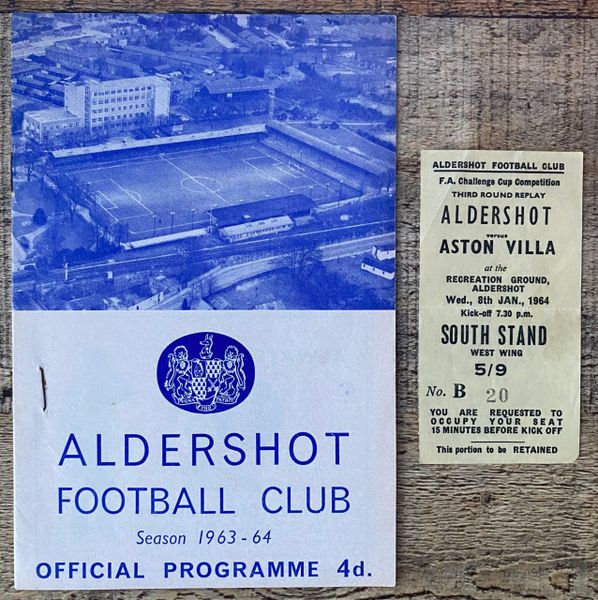 ALDERSHOT
FOOTBALL CLUB
Season 1963-64
OFFICIAL PROGRAMME 4d.
ALDERSHOT FOOTBALL CLUB
F.A. Challenge Cup Competition
THIRD ROUND REPLAY
ALDERSHOT
versus
ASTON VILLA
at the
RECREATION GROUND,
ALDERSHOT
Wed., 8th JAN., 1964
Kick-off 7.30 p.m.
SOUTH STAND
WEST WING
5/9
No. B 20
YOU ARE REQUESTED TO
OCCUPY YOUR SEAT
15 MINUTES BEFORE KICK OFF
This portion to be RETAINED